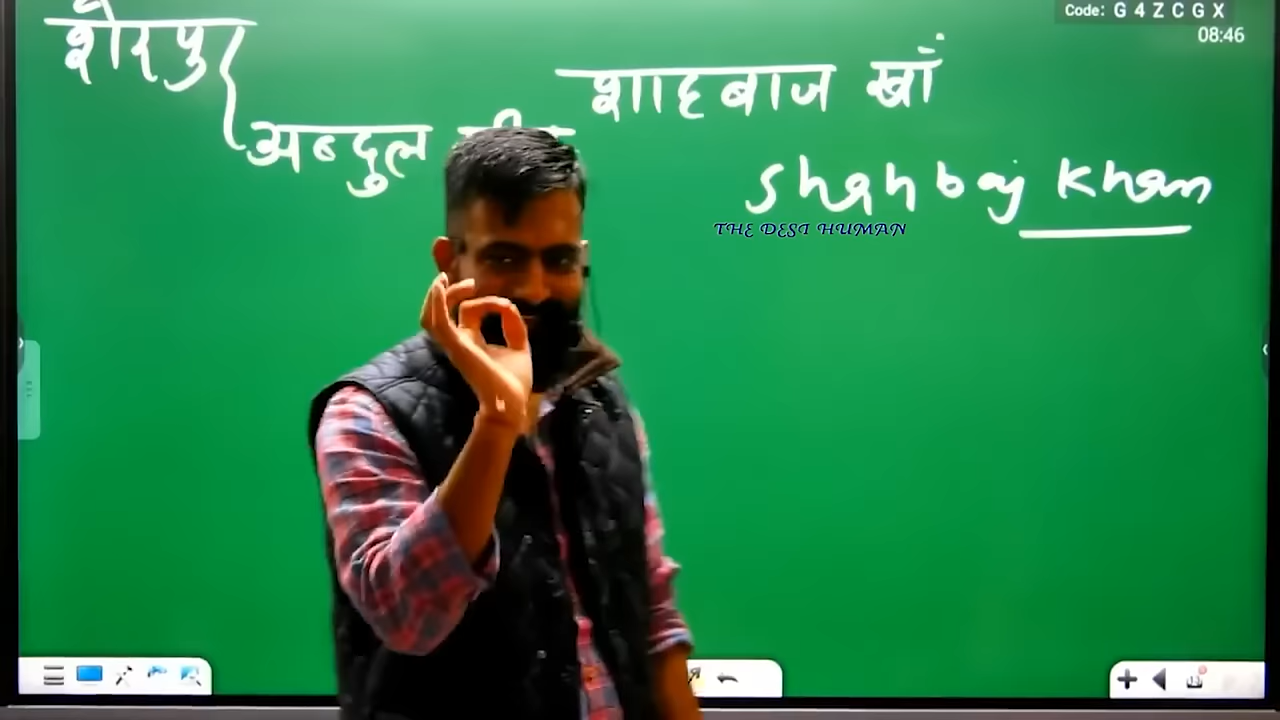 Code: G 4 Z C G X
08:46
शेरपुर
शाहबाज खाँ
अब्दुल
Shahbaj Khan
THE DESI HUMAN